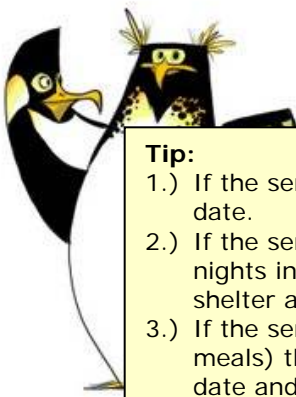 Tip:
1.) If the ser
date.
2.) If the ser
nights in
shelter a
3.) If the ser
meals) th
date and